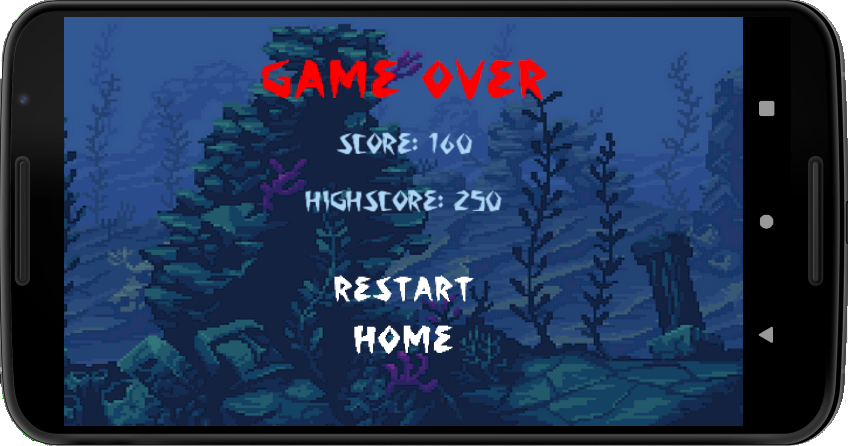 GAME OVER
SCORE: 160
HIGHSCORE: 250
RESTART
HOME